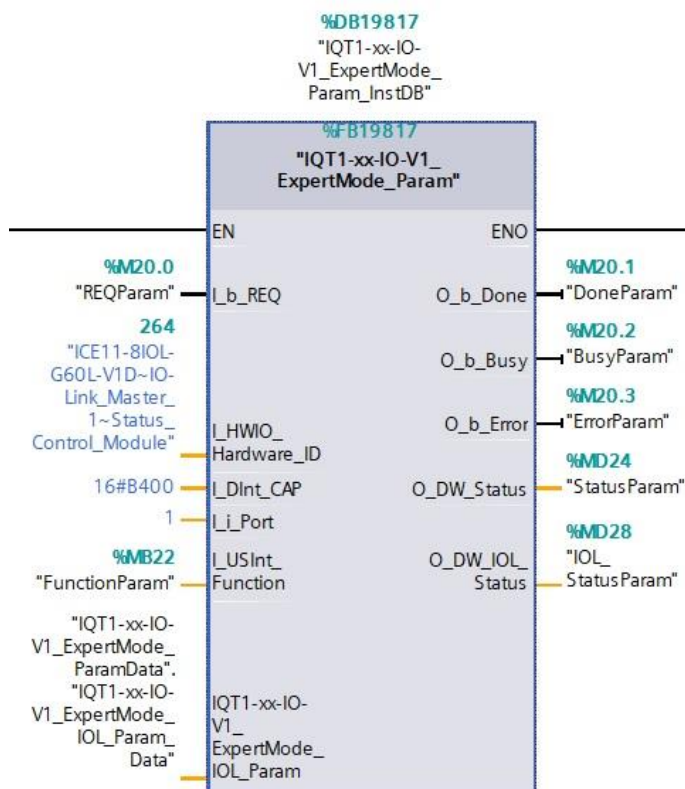 %DB19817
"IQT1-xx-IO-
V1_ExpertMode_
Param_InstDB"
%FB19817
"IQT1-xx-IO-V1_
ExpertMode_Param"
EN
ENO
%M20.0
"REQParam"
I_b_REQ
264
"ICE11-8IOL-
G60L-V1D~IO-
Link_Master_
1~Status_
Control_Module"
I_HWIO_
Hardware_ID
16#B400
I_DInt_CAP
1
I_i_Port
%MB22
"FunctionParam"
I_USInt_
Function
"IQT1-xx-IO-
V1_ExpertMode_
ParamData".
"IQT1-xx-IO-
V1_ExpertMode_
IOL_Param_
Data"
IQT1-xx-IO-
V1_
ExpertMode_
IOL_Param
O_b_Done
%M20.1
"DoneParam"
O_b_Busy
%M20.2
"BusyParam"
O_b_Error
%M20.3
"ErrorParam"
O_DW_Status
%MD24
"StatusParam"
O_DW_IOL_
Status
%MD28
"IOL_
StatusParam"